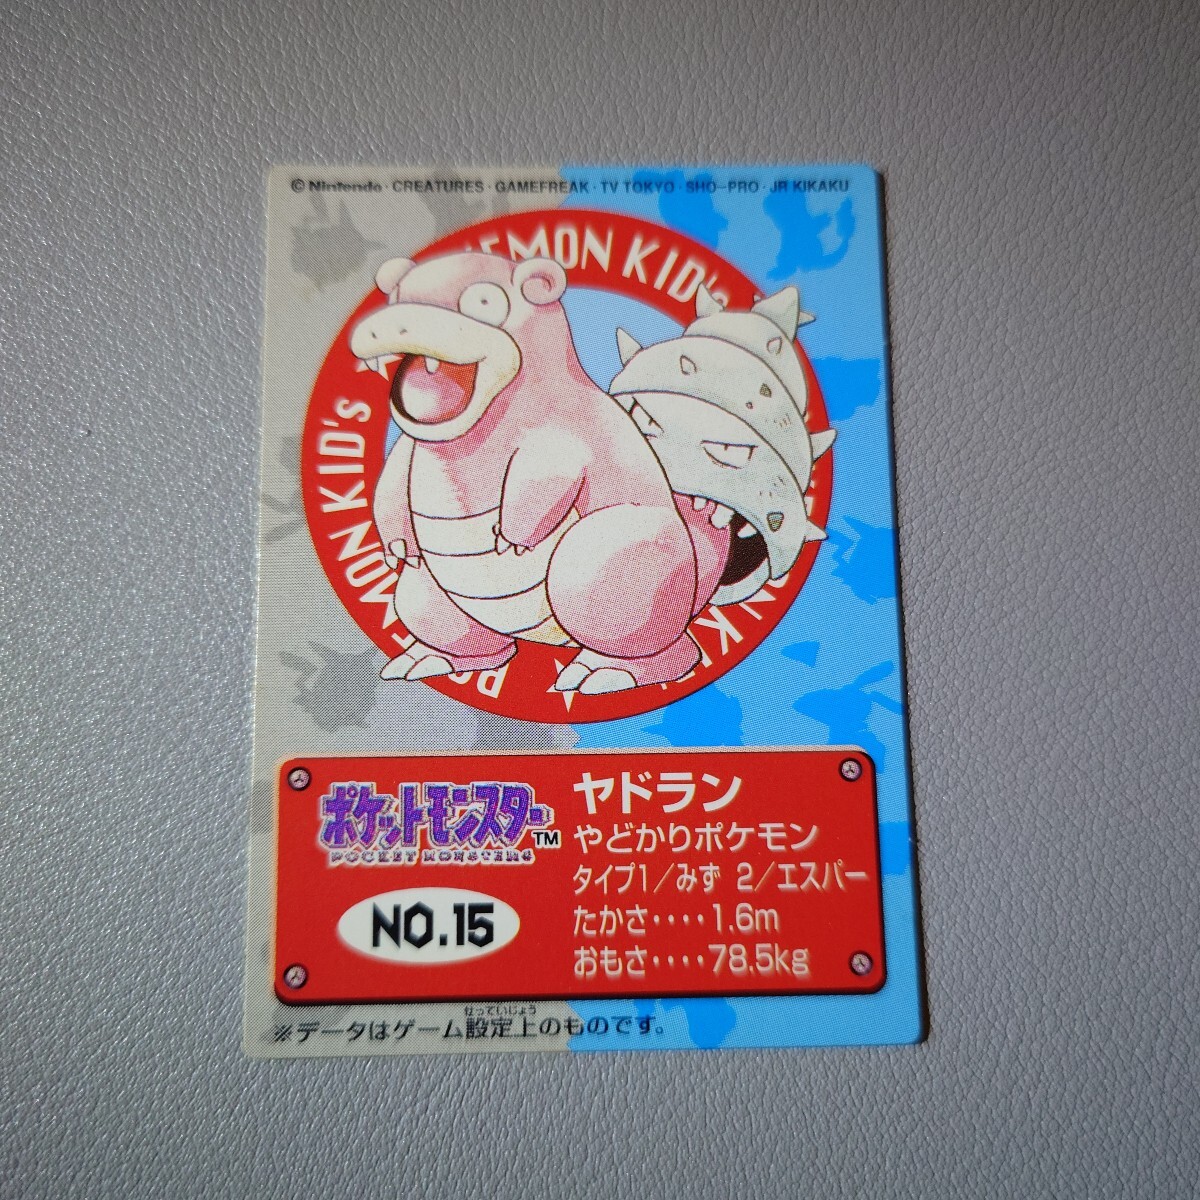 ©Nintendo・CREATURES・GAMEFREAK・TV TOKYO・SHO-PRO・JR KIKAKU
EMON KID's
MON KID's
ポケットモンスター™
POCKET MONSTERS
NO.15
ヤドラン
やどかりポケモン
タイプ1/みず 2/エスパー
たかさ････1.6m
おもさ････78.5kg
せっていじょう
※データはゲーム設定上のものです。